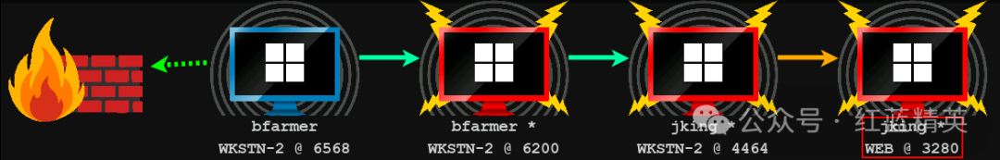 bfarmer
WKSTN-2 @ 6568
bfarmer *
WKSTN-2 @ 6200
jking *
WKSTN-2 @ 4464
jking *
WEB @ 3280
公众号 · 红蓝精英